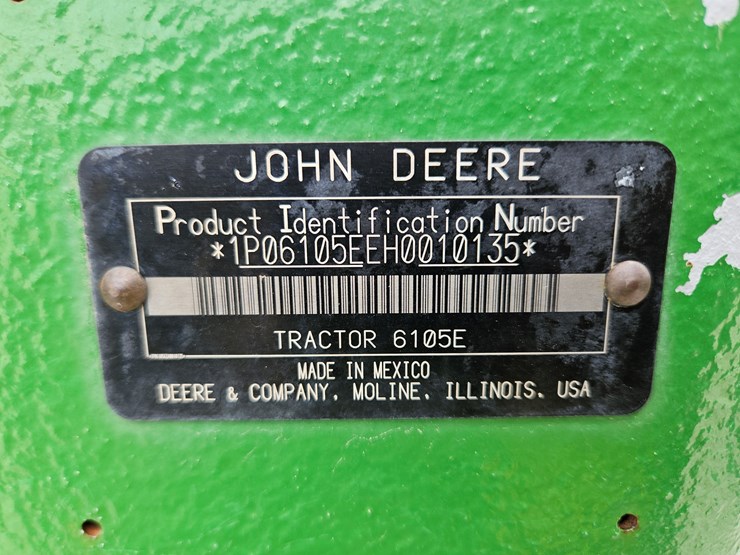 JOHN DEERE
Product Identification Number
*1P06105EEH0010135*
TRACTOR 6105E
MADE IN MEXICO
DEERE & COMPANY, MOLINE, ILLINOIS. USA